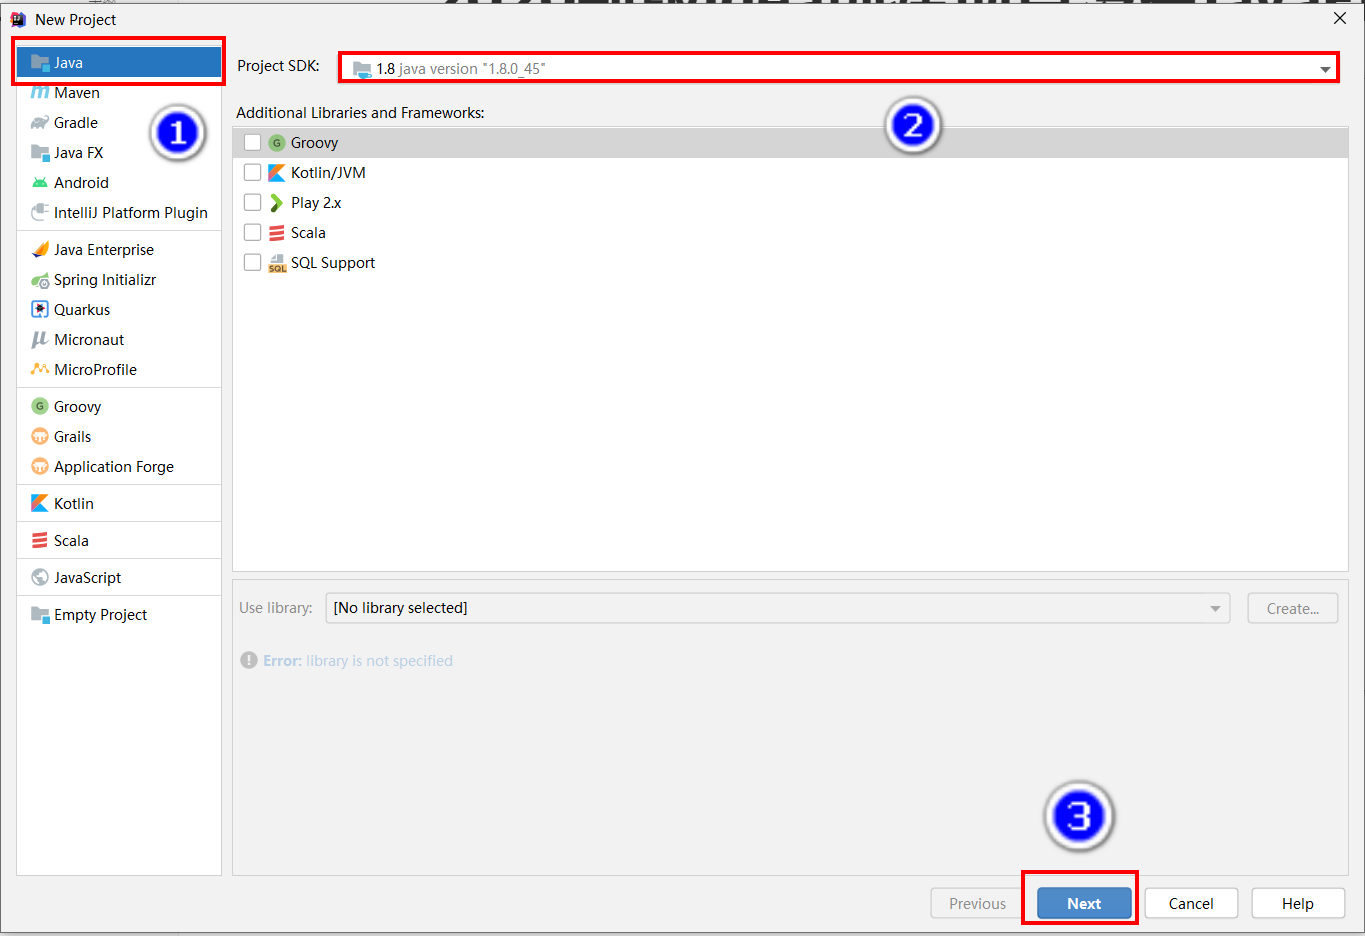 New Project
Java
Maven
Gradle
Java FX
Android
IntelliJ Platform Plugin
Java Enterprise
Spring Initializr
Quarkus
Micronaut
MicroProfile
Groovy
Grails
Application Forge
Kotlin
Scala
JavaScript
Empty Project
1
Project SDK: 1.8 java version "1.8.0_45"
2
Additional Libraries and Frameworks:
Groovy
Kotlin/JVM
Play 2.x
Scala
SQL Support
Use library: [No library selected] Create...
Error: library is not specified
3
Previous Next Cancel Help